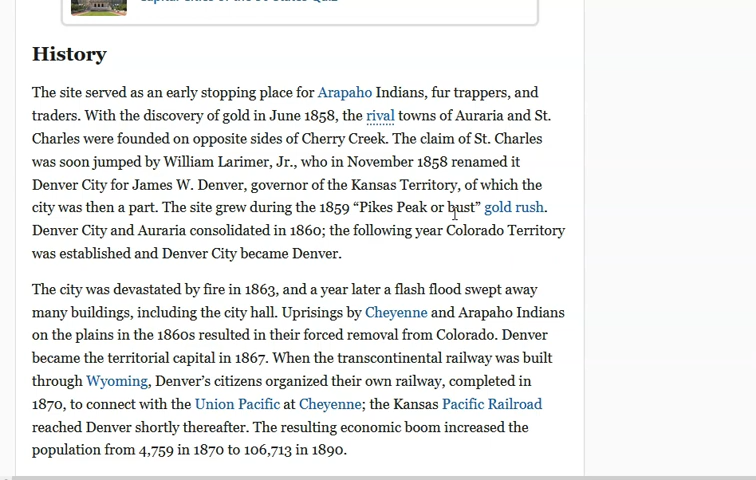 History
The site served as an early stopping place for Arapaho Indians, fur trappers, and
traders. With the discovery of gold in June 1858, the rival towns of Auraria and St.
Charles were founded on opposite sides of Cherry Creek. The claim of St. Charles
was soon jumped by William Larimer, Jr., who in November 1858 renamed it
Denver City for James W. Denver, governor of the Kansas Territory, of which the
city was then a part. The site grew during the 1859 “Pikes Peak or bust” gold rush.
Denver City and Auraria consolidated in 1860; the following year Colorado Territory
was established and Denver City became Denver.
The city was devastated by fire in 1863, and a year later a flash flood swept away
many buildings, including the city hall. Uprisings by Cheyenne and Arapaho Indians
on the plains in the 1860s resulted in their forced removal from Colorado. Denver
became the territorial capital in 1867. When the transcontinental railway was built
through Wyoming, Denver’s citizens organized their own railway, completed in
1870, to connect with the Union Pacific at Cheyenne; the Kansas Pacific Railroad
reached Denver shortly thereafter. The resulting economic boom increased the
population from 4,759 in 1870 to 106,713 in 1890.